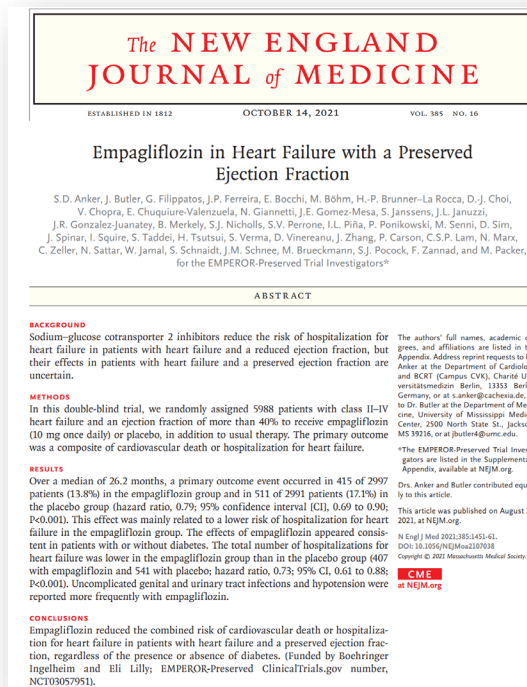 The NEW ENGLAND
JOURNAL of MEDICINE
ESTABLISHED IN 1812
OCTOBER 14, 2021
VOL. 385 NO. 16
Empagliflozin in Heart Failure with a Preserved
Ejection Fraction
S.D. Anker, J. Butler, G. Filippatos, J.P. Ferreira, E. Bocchi, M. Böhm, H.-P. Brunner–La Rocca, D.-J. Choi,
V. Chopra, E. Chuquiure-Valenzuela, N. Giannetti, J.E. Gomez-Mesa, S. Janssens, J.L. Januzzi,
J.R. Gonzalez-Juanatey, B. Merkely, S.J. Nicholls, S.V. Perrone, I.L. Piña, P. Ponikowski, M. Senni, D. Sim,
J. Spinar, I. Squire, S. Taddei, H. Tsutsui, S. Verma, D. Vinereanu, J. Zhang, P. Carson, C.S.P. Lam, N. Marx,
C. Zeller, N. Sattar, W. Jamal, S. Schnaidt, J.M. Schnee, M. Brueckmann, S.J. Pocock, F. Zannad, and M. Packer,
for the EMPEROR-Preserved Trial Investigators*
ABSTRACT
BACKGROUND
Sodium–glucose cotransporter 2 inhibitors reduce the risk of hospitalization for
heart failure in patients with heart failure and a reduced ejection fraction, but
their effects in patients with heart failure and a preserved ejection fraction are
uncertain.
METHODS
In this double-blind trial, we randomly assigned 5988 patients with class II–IV
heart failure and an ejection fraction of more than 40% to receive empagliflozin
(10 mg once daily) or placebo, in addition to usual therapy. The primary outcome
was a composite of cardiovascular death or hospitalization for heart failure.
RESULTS
Over a median of 26.2 months, a primary outcome event occurred in 415 of 2997
patients (13.8%) in the empagliflozin group and in 511 of 2991 patients (17.1%) in
the placebo group (hazard ratio, 0.79; 95% confidence interval [CI], 0.69 to 0.90;
P<0.001). This effect was mainly related to a lower risk of hospitalization for heart
failure in the empagliflozin group. The effects of empagliflozin appeared consis-
tent in patients with or without diabetes. The total number of hospitalizations for
heart failure was lower in the empagliflozin group than in the placebo group (407
with empagliflozin and 541 with placebo; hazard ratio, 0.73; 95% CI, 0.61 to 0.88;
P<0.001). Uncomplicated genital and urinary tract infections and hypotension were
reported more frequently with empagliflozin.
CONCLUSIONS
Empagliflozin reduced the combined risk of cardiovascular death or hospitaliza-
tion for heart failure in patients with heart failure and a preserved ejection frac-
tion, regardless of the presence or absence of diabetes. (Funded by Boehringer
Ingelheim and Eli Lilly; EMPEROR-Preserved ClinicalTrials.gov number,
NCT03057951).
The authors' full names, academic
grees, and affiliations are listed in
Appendix. Address reprint requests to
Anker at the Department of Cardiolo
and BCRT (Campus CVK), Charité U
versitätsmedizin Berlin, 13353 Berl
Germany, or at s.anker@cachexia.de,
to Dr. Butler at the Department of Me
cine, University of Mississippi Medic
Center, 2500 North State St., Jackso
MS 39216, or at jbutler4@umc.edu.
*The EMPEROR-Preserved Trial Inves
gators are listed in the Supplementa
Appendix, available at NEJM.org.
Drs. Anker and Butler contributed equ
ly to this article.
This article was published on August
2021, at NEJM.org.
N Engl J Med 2021;385:1451-61.
DOI: 10.1056/NEJMoa2107038
Copyright © 2021 Massachusetts Medical Society.
CME
at NEJM.org